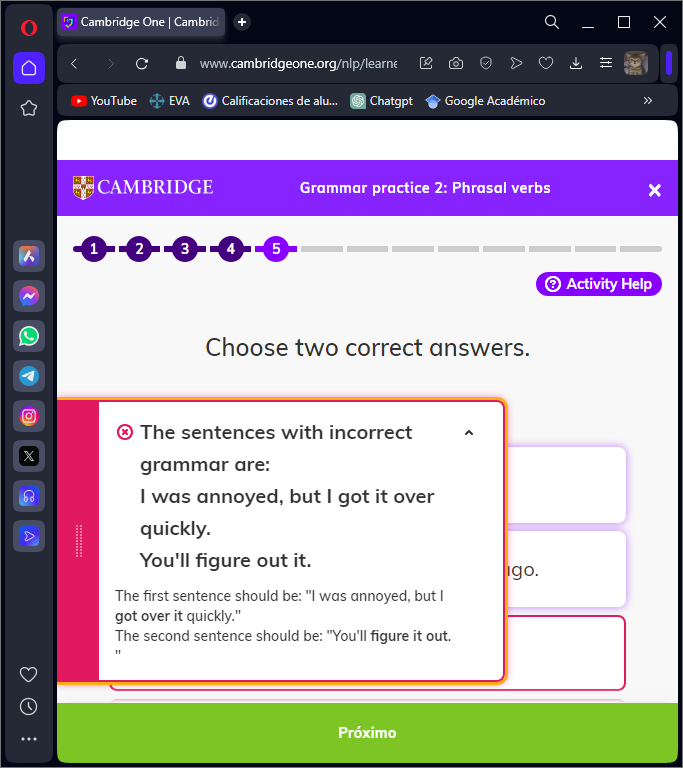 Cambridge One | Cambrid
www.cambridgeone.org/nlp/learne
YouTube
EVA
Calificaciones de alu...
Chatgpt
Google Académico
CAMBRIDGE
Grammar practice 2: Phrasal verbs
1 2 3 4 5
Activity Help
Choose two correct answers.
The sentences with incorrect
grammar are:
I was annoyed, but I got it over
quickly.
You'll figure out it.
The first sentence should be: "I was annoyed, but I
got over it quickly."
The second sentence should be: "You'll figure it out.
"
ago.
Próximo